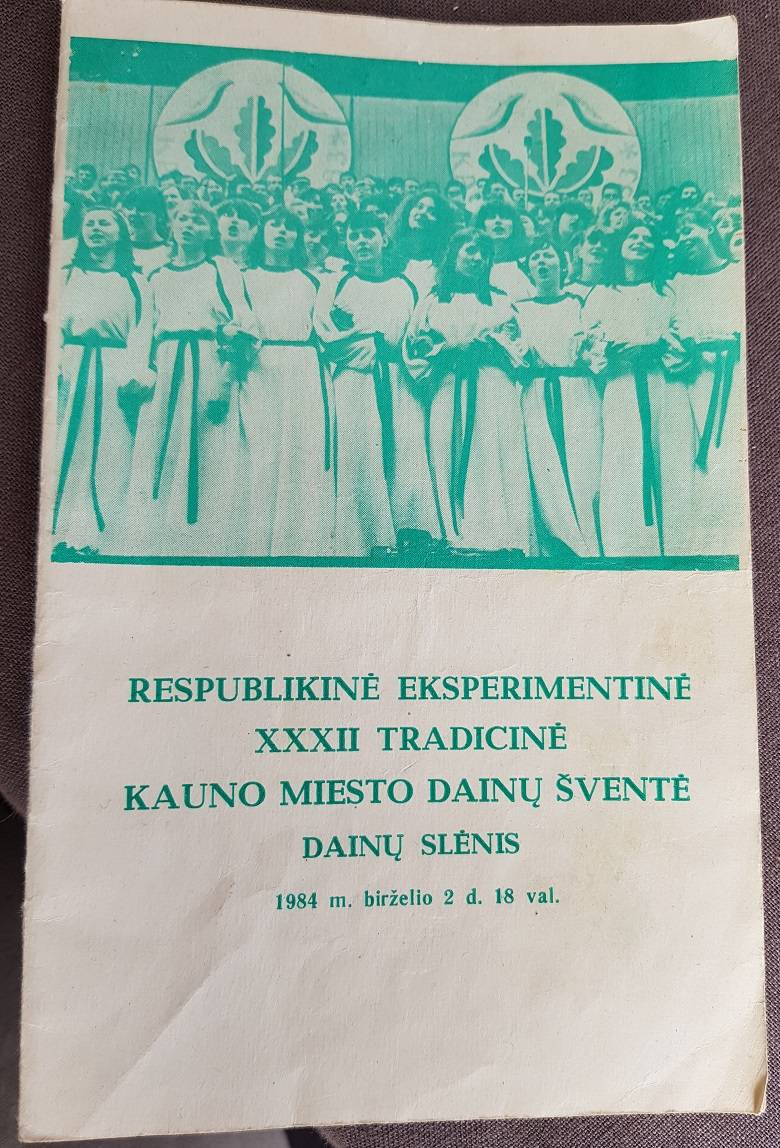 RESPUBLIKINĖ EKSPERIMENTINĖ
XXXII TRADICINĖ
KAUNO MIESTO DAINŲ ŠVENTĖ
DAINŲ SLĖNIS
1984 m. birželio 2 d. 18 val.